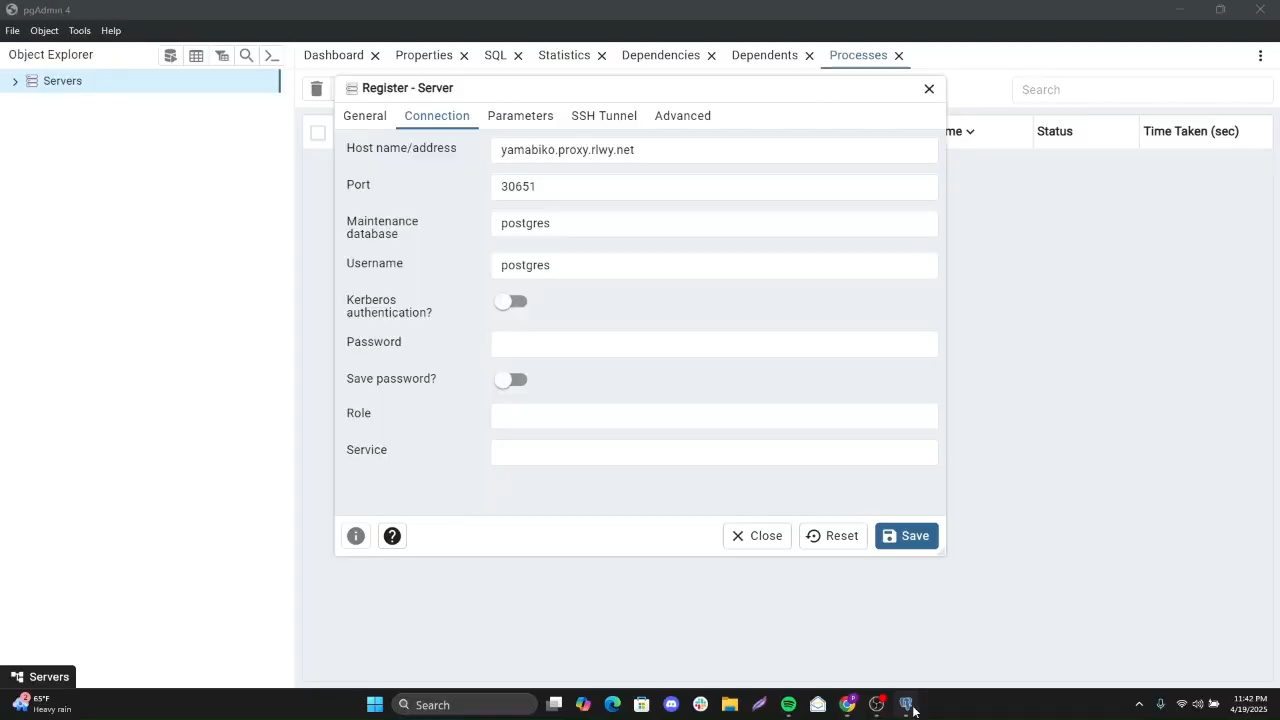 pgAdmin 4
File Object Tools Help
Object Explorer
Dashboard Properties SQL Statistics Dependencies Dependents Processes
Servers
Register - Server
Search
General Connection Parameters SSH Tunnel Advanced
me Status Time Taken (sec)
Host name/address yamabiko.proxy.rlwy.net
Port 30651
Maintenance
database postgres
Username postgres
Kerberos
authentication?
Password
Save password?
Role
Service
Close Reset Save
Servers
2 65°F
Heavy rain
Search
11:42 PM
4/19/2025